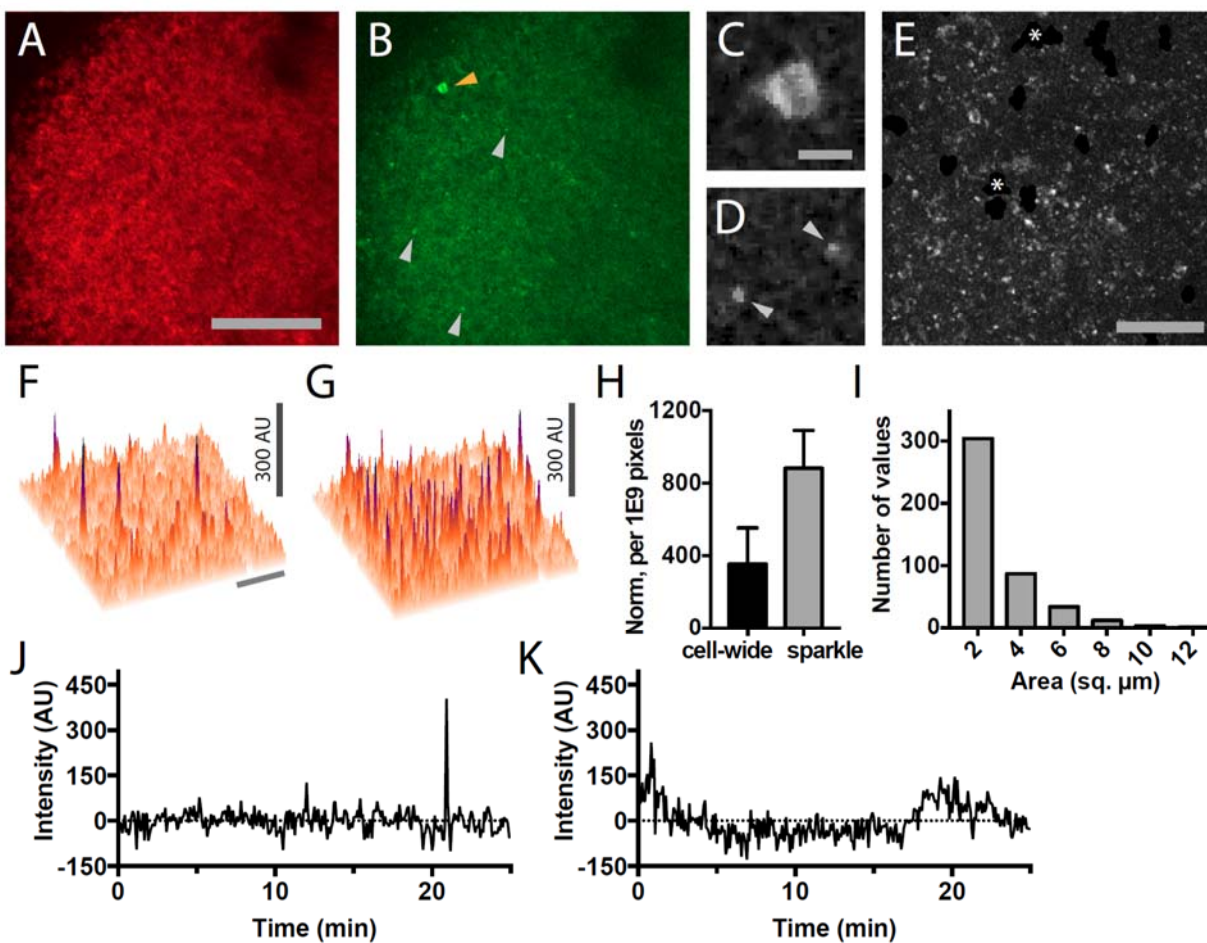 A
B
C
D
E
*
*
F
300 AU
G
300 AU
H
Norm, per 1E9 pixels
1200
800
400
0
cell-wide sparkle
I
Number of values
300
200
100
0
2 4 6 8 10 12
Area (sq. µm)
J
Intensity (AU)
450
300
150
0
-150
0 10 20
Time (min)
K
Intensity (AU)
450
300
150
0
-150
0 10 20
Time (min)